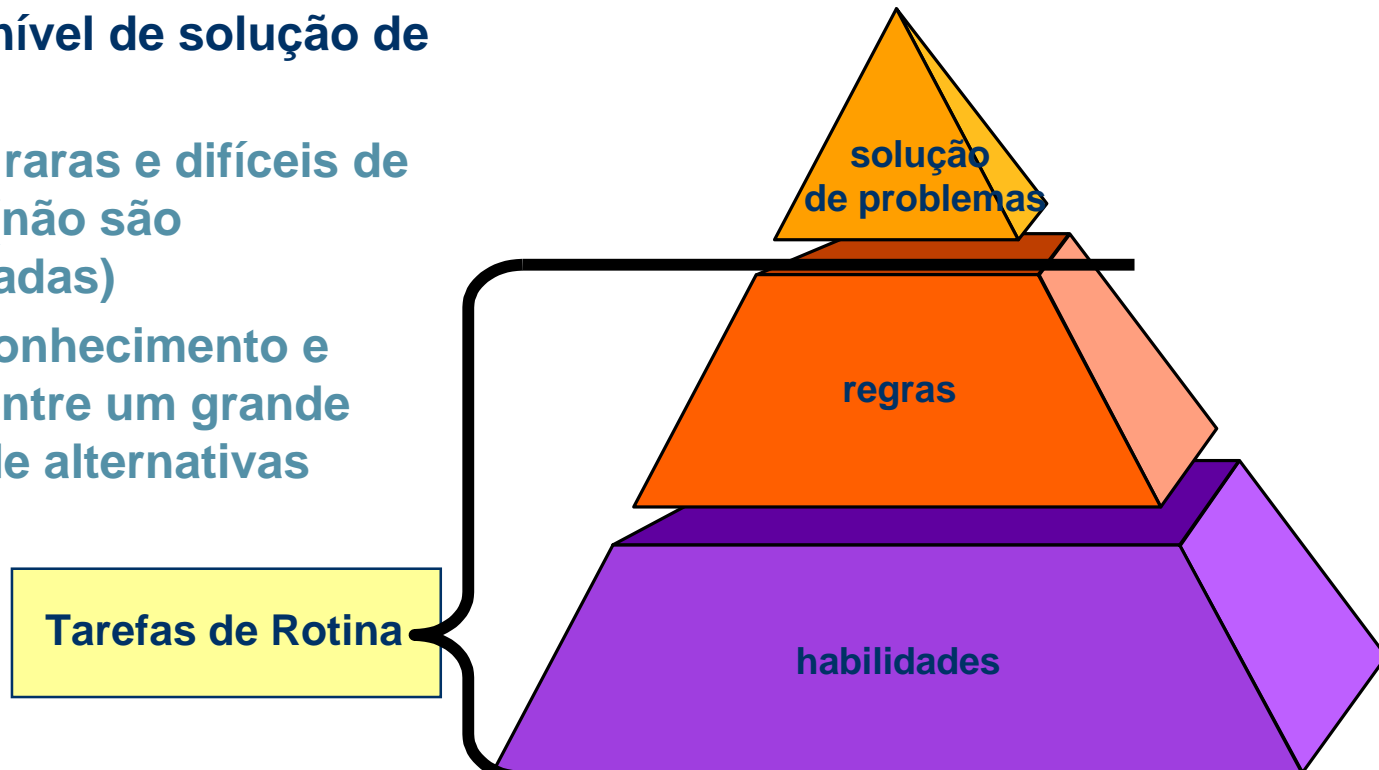 nível de solução de
raras e difíceis de
não são
adas)
onhecimento e
ntre um grande
e alternativas
Tarefas de Rotina
solução
de problemas
regras
habilidades